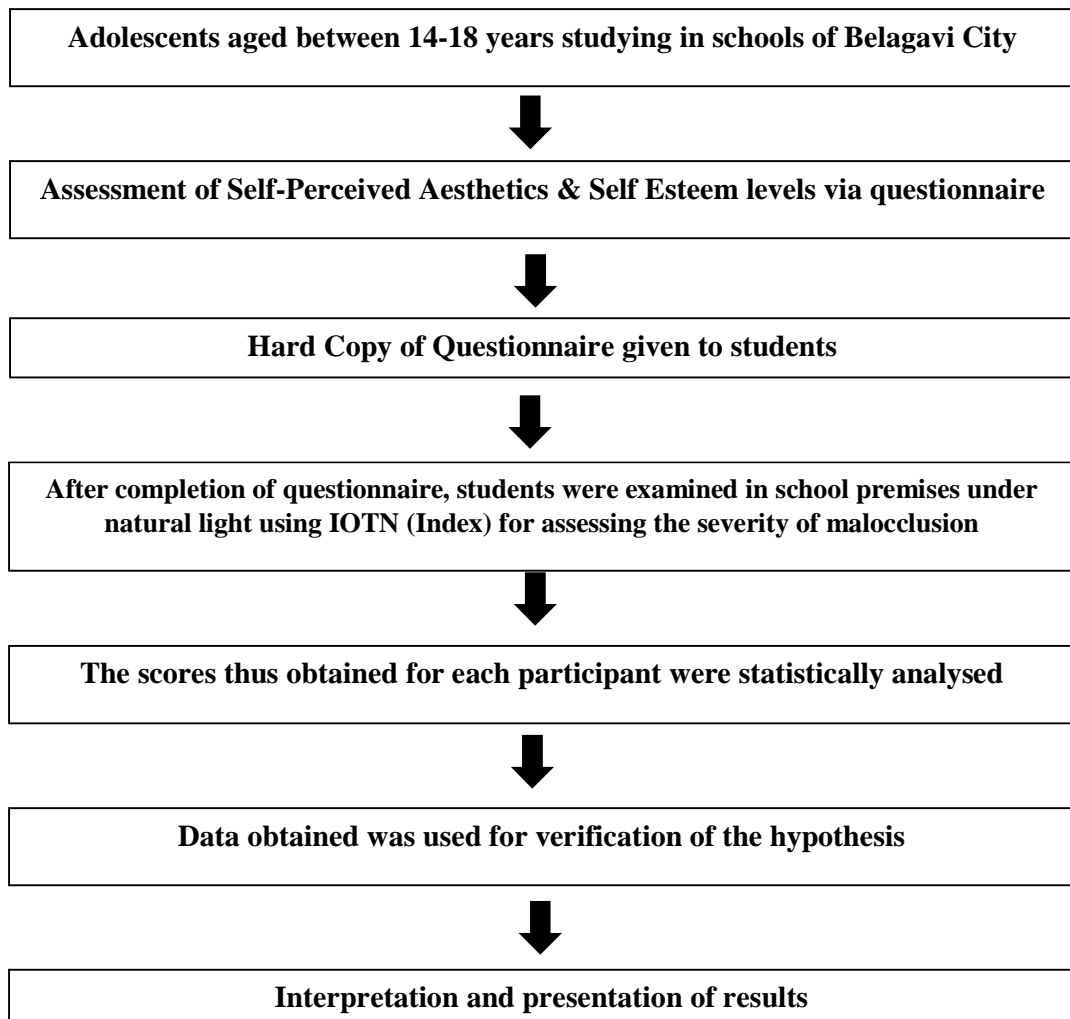 Adolescents aged between 14-18 years studying in schools of Belagavi City
Assessment of Self-Perceived Aesthetics & Self Esteem levels via questionnaire
Hard Copy of Questionnaire given to students
After completion of questionnaire, students were examined in school premises under
natural light using IOTN (Index) for assessing the severity of malocclusion
The scores thus obtained for each participant were statistically analysed
Data obtained was used for verification of the hypothesis
Interpretation and presentation of results